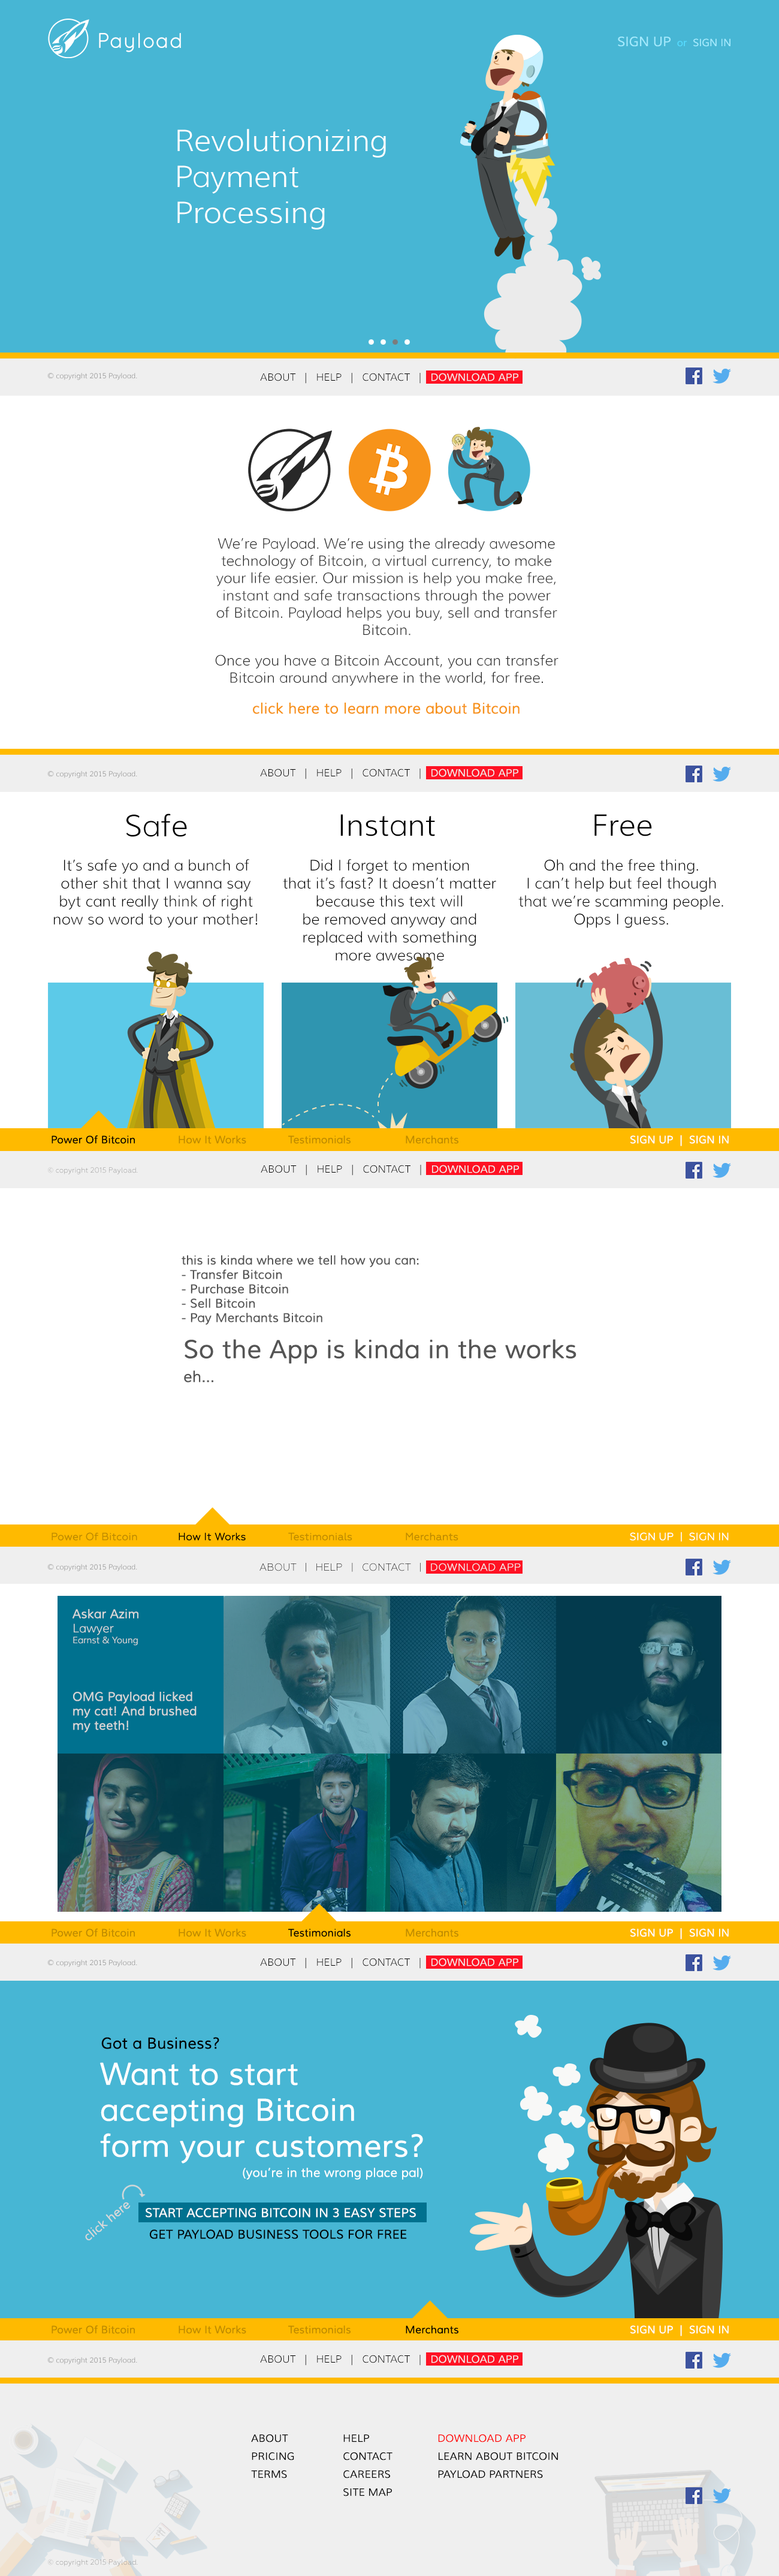 Payload
SIGN UP or SIGN IN
Revolutionizing
Payment
Processing
© copyright 2015 Payload.
ABOUT | HELP | CONTACT | DOWNLOAD APP
We're Payload. We're using the already awesome
technology of Bitcoin, a virtual currency, to make
your life easier. Our mission is help you make free,
instant and safe transactions through the power
of Bitcoin. Payload helps you buy, sell and transfer
Bitcoin.
Once you have a Bitcoin Account, you can transfer
Bitcoin around anywhere in the world, for free.
click here to learn more about Bitcoin
© copyright 2015 Payload.
ABOUT | HELP | CONTACT | DOWNLOAD APP
Safe
It's safe yo and a bunch of
other shit that I wanna say
byt cant really think of right
now so word to your mother!
Instant
Did I forget to mention
that it's fast? It doesn't matter
because this text will
be removed anyway and
replaced with something
more awesome
Free
Oh and the free thing.
I can't help but feel though
that we're scamming people.
Opps I guess.
Power Of Bitcoin How It Works Testimonials Merchants SIGN UP | SIGN IN
© copyright 2015 Payload.
ABOUT | HELP | CONTACT | DOWNLOAD APP
this is kinda where we tell how you can:
- Transfer Bitcoin
- Purchase Bitcoin
- Sell Bitcoin
- Pay Merchants Bitcoin
So the App is kinda in the works
eh...
Power Of Bitcoin How It Works Testimonials Merchants SIGN UP | SIGN IN
© copyright 2015 Payload.
ABOUT | HELP | CONTACT | DOWNLOAD APP
Askar Azim
Lawyer
Earnst & Young
OMG Payload licked
my cat! And brushed
my teeth!
Power Of Bitcoin How It Works Testimonials Merchants SIGN UP | SIGN IN
© copyright 2015 Payload.
ABOUT | HELP | CONTACT | DOWNLOAD APP
Got a Business?
Want to start
accepting Bitcoin
form your customers?
(you're in the wrong place pal)
click here
START ACCEPTING BITCOIN IN 3 EASY STEPS
GET PAYLOAD BUSINESS TOOLS FOR FREE
Power Of Bitcoin How It Works Testimonials Merchants SIGN UP | SIGN IN
© copyright 2015 Payload.
ABOUT | HELP | CONTACT | DOWNLOAD APP
ABOUT HELP DOWNLOAD APP
PRICING CONTACT LEARN ABOUT BITCOIN
TERMS CAREERS PAYLOAD PARTNERS
SITE MAP
© copyright 2015 Payload.